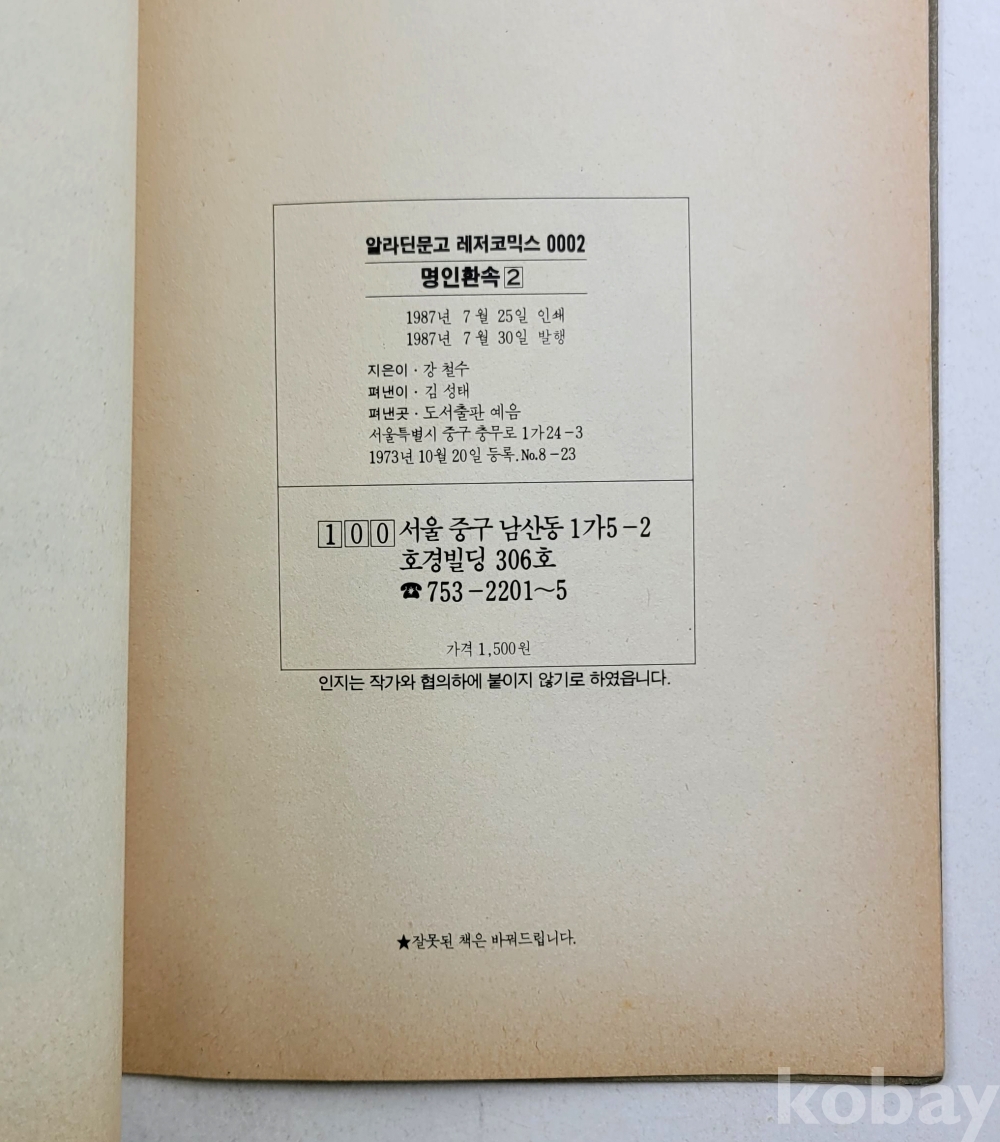 알라딘문고 레저코믹스 0002
명인환속 2
1987년 7월 25일 인쇄
1987년 7월 30일 발행
지은이 · 강 철수
펴낸이 · 김 성태
펴낸곳 · 도서출판 예음
서울특별시 중구 충무로 1가 24-3
1973년 10월 20일 등록. No.8-23
100 서울 중구 남산동 1가 5-2
호경빌딩 306호
☎ 753-2201~5
가격 1,500원
인지는 작가와 협의하에 붙이지 않기로 하였읍니다.
★잘못된 책은 바꿔드립니다.
kobay